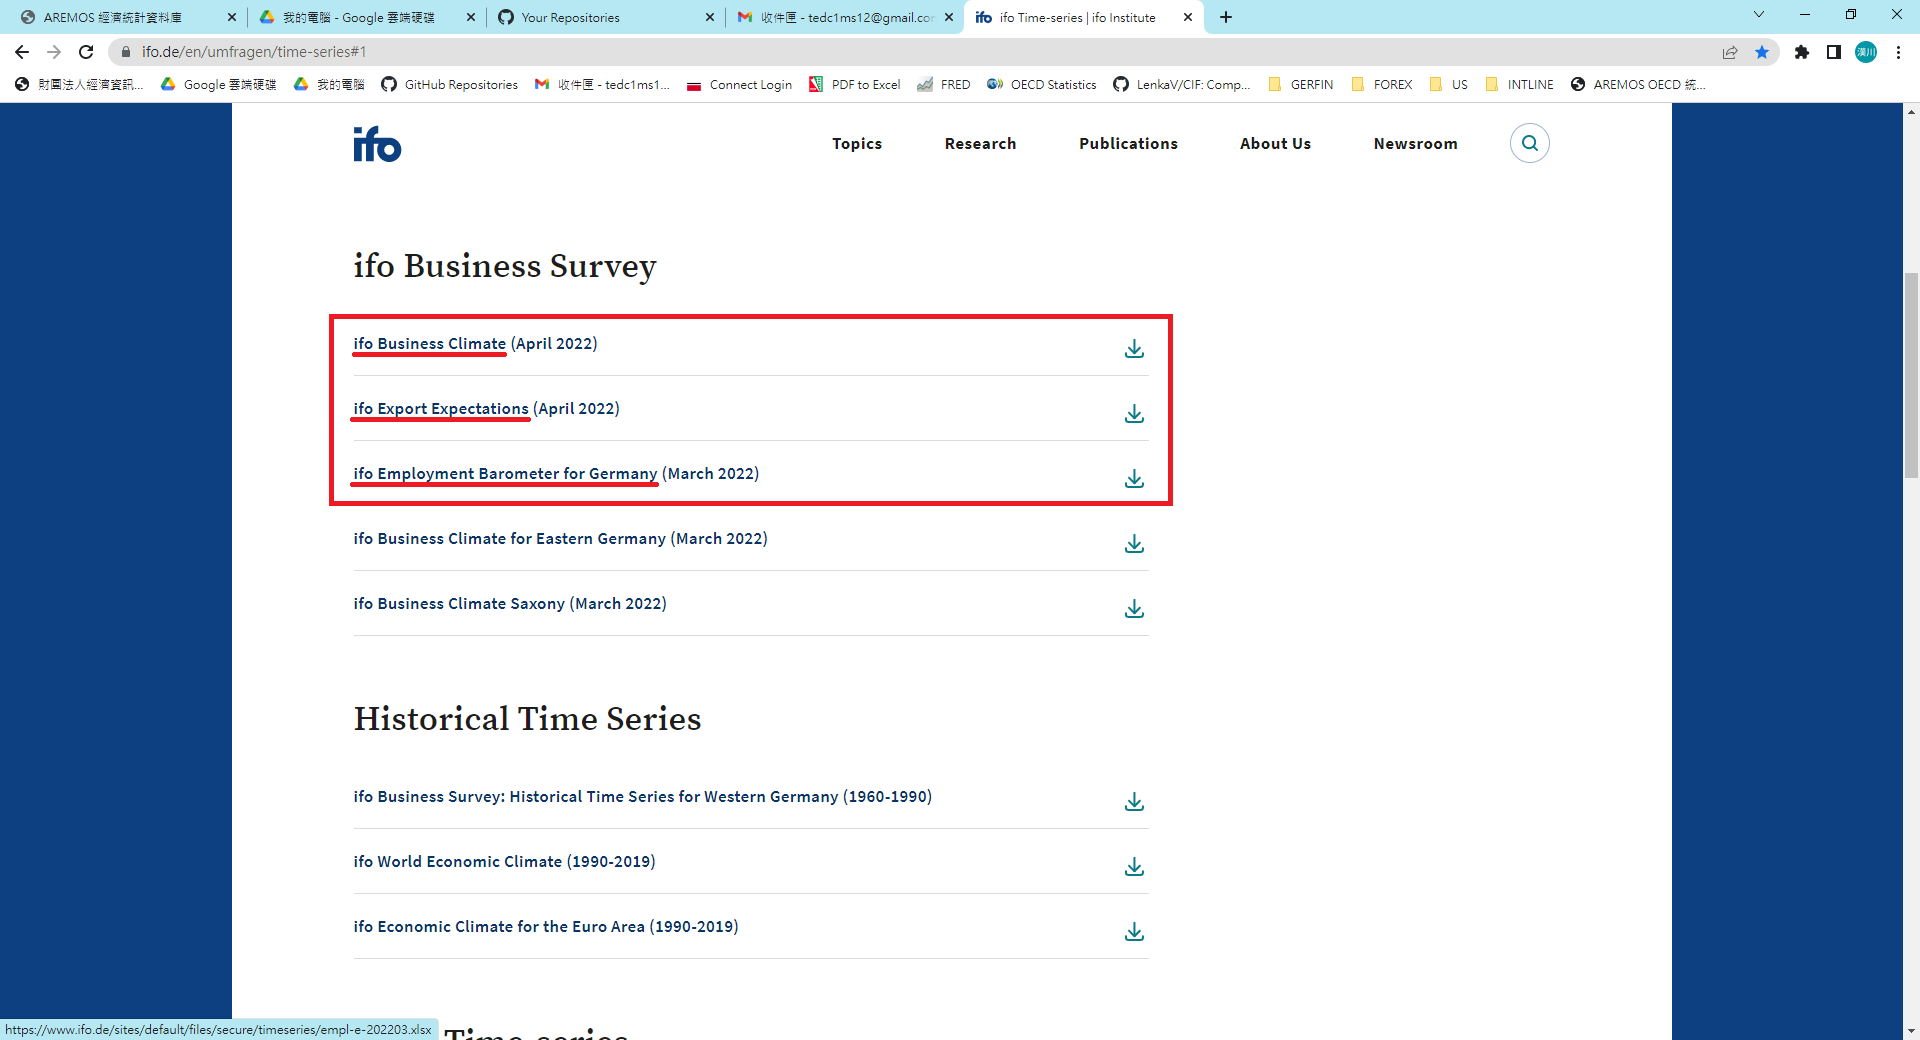 AREMOS 經濟統計資料庫
我的電腦 - Google 雲端硬碟
Your Repositories
收件匣 - tedc1ms12@gmail.co
ifo Time-series | ifo Institute
ifo.de/en/umfragen/time-series#1
漢川
財團法人經濟資訊...
Google 雲端硬碟
我的電腦
GitHub Repositories
收件匣 - tedc1ms1...
Connect Login
PDF to Excel
FRED
OECD Statistics
LenkaV/CIF: Comp...
GERFIN
FOREX
US
INTLINE
AREMOS OECD 統...
ifo
Topics
Research
Publications
About Us
Newsroom
ifo Business Survey
ifo Business Climate (April 2022)
ifo Export Expectations (April 2022)
ifo Employment Barometer for Germany (March 2022)
ifo Business Climate for Eastern Germany (March 2022)
ifo Business Climate Saxony (March 2022)
Historical Time Series
ifo Business Survey: Historical Time Series for Western Germany (1960-1990)
ifo World Economic Climate (1990-2019)
ifo Economic Climate for the Euro Area (1990-2019)
Time-series
https://www.ifo.de/sites/default/files/secure/timeseries/empl-e-202203.xlsx